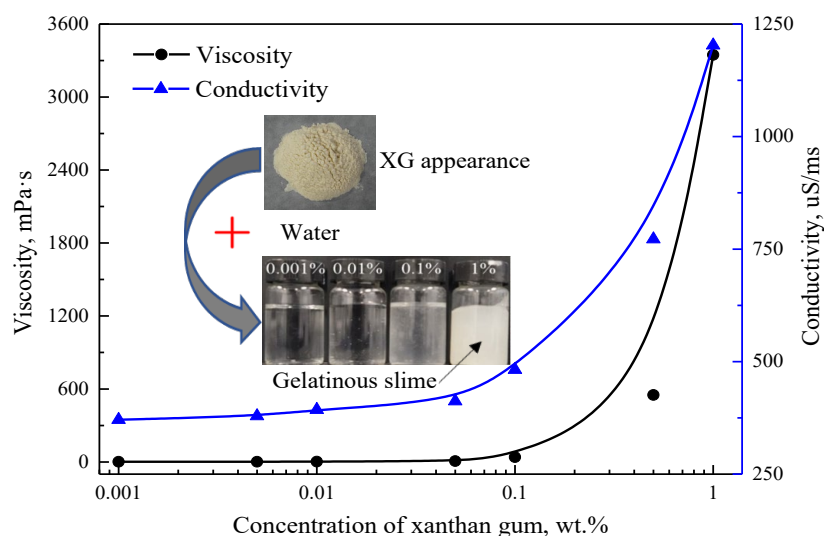 3600
3000
2400
1800
1200
600
0
Viscosity, mPa·s
Viscosity
Conductivity
XG appearance
Water
0.001% 0.01% 0.1% 1%
Gelatinous slime
1250
1000
750
500
250
Conductivity, uS/ms
0.001 0.01 0.1 1
Concentration of xanthan gum, wt.%